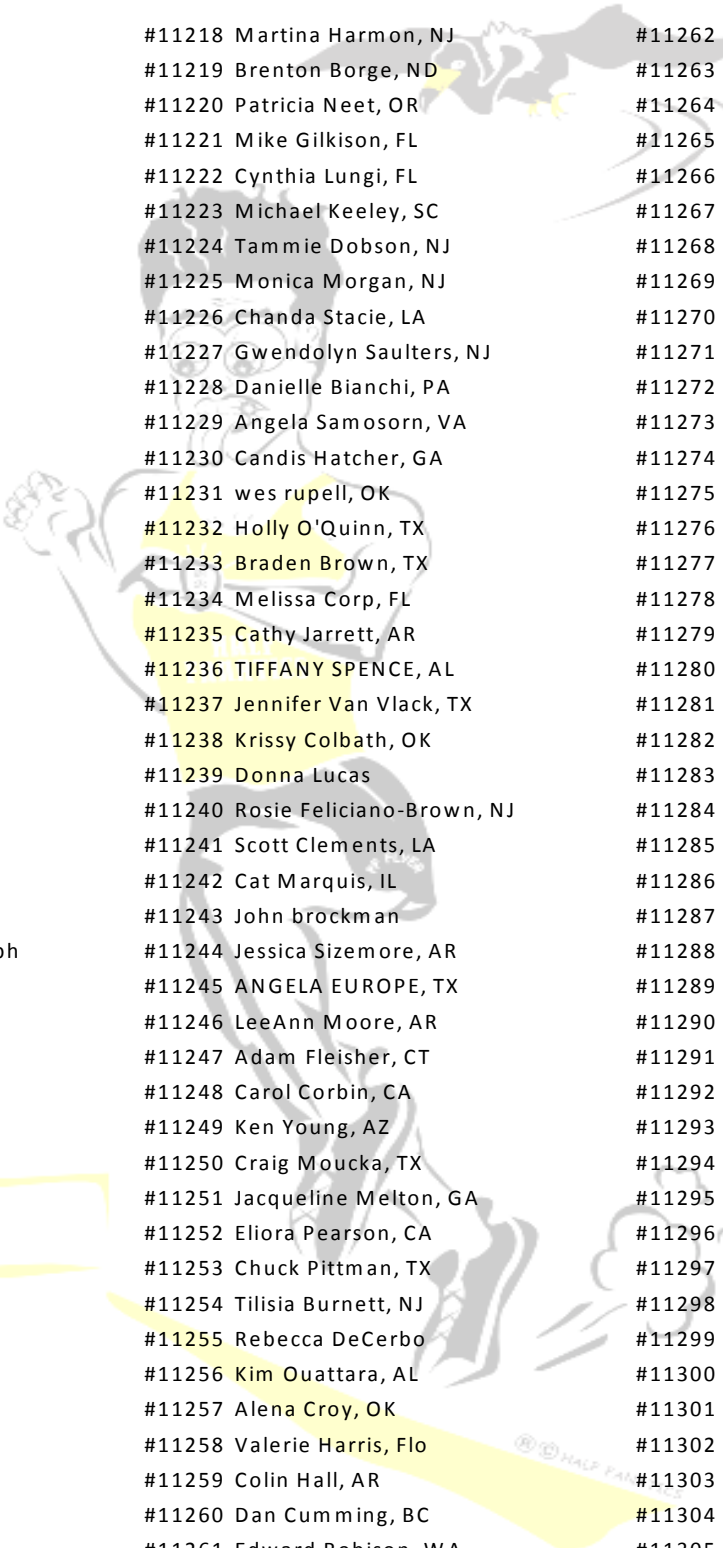 #11218 Martina Harmon, NJ #11262
#11219 Brenton Borge, ND #11263
#11220 Patricia Neet, OR #11264
#11221 Mike Gilkison, FL #11265
#11222 Cynthia Lungi, FL #11266
#11223 Michael Keeley, SC #11267
#11224 Tammie Dobson, NJ #11268
#11225 Monica Morgan, NJ #11269
#11226 Chanda Stacie, LA #11270
#11227 Gwendolyn Saulters, NJ #11271
#11228 Danielle Bianchi, PA #11272
#11229 Angela Samosorn, VA #11273
#11230 Candis Hatcher, GA #11274
#11231 wes rupell, OK #11275
#11232 Holly O'Quinn, TX #11276
#11233 Braden Brown, TX #11277
#11234 Melissa Corp, FL #11278
#11235 Cathy Jarrett, AR #11279
#11236 TIFFANY SPENCE, AL #11280
#11237 Jennifer Van Vlack, TX #11281
#11238 Krissy Colbath, OK #11282
#11239 Donna Lucas #11283
#11240 Rosie Feliciano-Brown, NJ #11284
#11241 Scott Clements, LA #11285
#11242 Cat Marquis, IL #11286
#11243 John brockman #11287
#11244 Jessica Sizemore, AR #11288
#11245 ANGELA EUROPE, TX #11289
#11246 LeeAnn Moore, AR #11290
#11247 Adam Fleisher, CT #11291
#11248 Carol Corbin, CA #11292
#11249 Ken Young, AZ #11293
#11250 Craig Moucka, TX #11294
#11251 Jacqueline Melton, GA #11295
#11252 Eliora Pearson, CA #11296
#11253 Chuck Pittman, TX #11297
#11254 Tilisia Burnett, NJ #11298
#11255 Rebecca DeCerbo #11299
#11256 Kim Ouattara, AL #11300
#11257 Alena Croy, OK #11301
#11258 Valerie Harris, Flo #11302
#11259 Colin Hall, AR #11303
#11260 Dan Cumming, BC #11304
#11261 Edward Robison, WA #11305